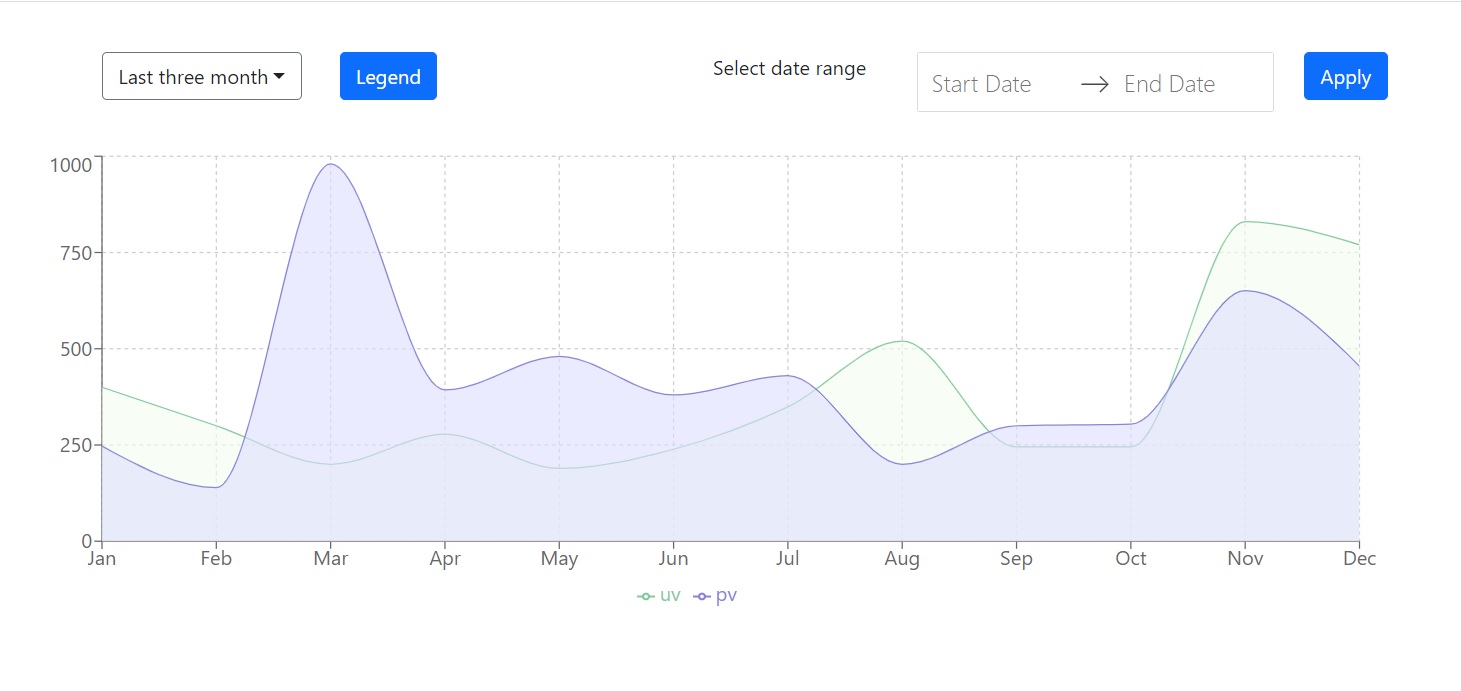 Last three month
Legend
Select date range
Start Date
End Date
Apply
1000
750
500
250
0
Jan Feb Mar Apr May Jun Jul Aug Sep Oct Nov Dec
uv pv